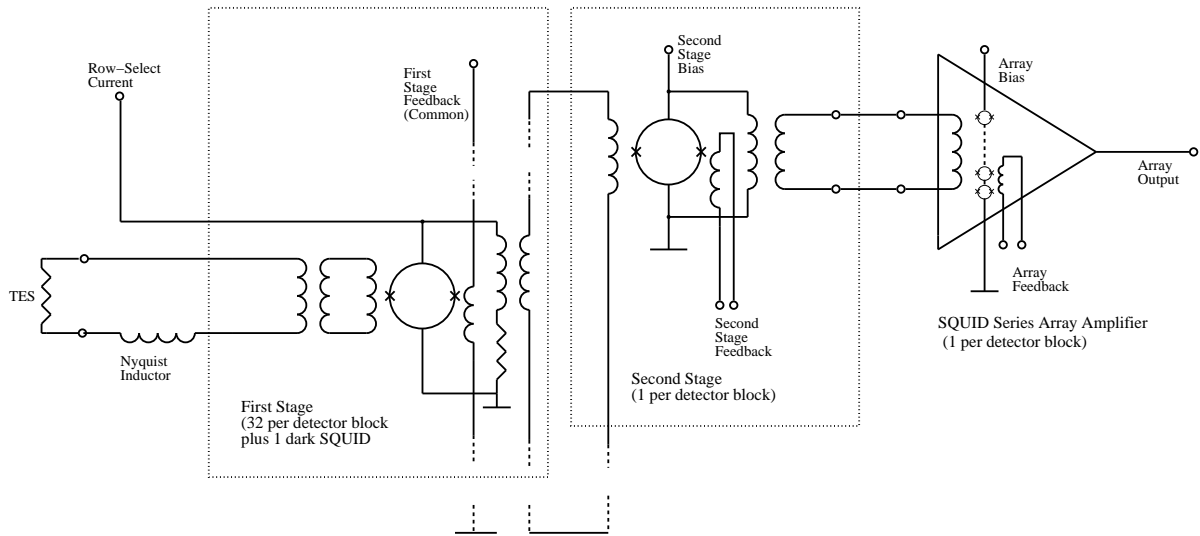 Row−Select
Current
First
Stage
Feedback
(Common)
Second
Stage
Bias
Array
Bias
Array
Output
TES
Nyquist
Inductor
Array
Feedback
Second
Stage
Feedback
SQUID Series Array Amplifier
(1 per detector block)
Second Stage
(1 per detector block)
First Stage
(32 per detector block
plus 1 dark SQUID